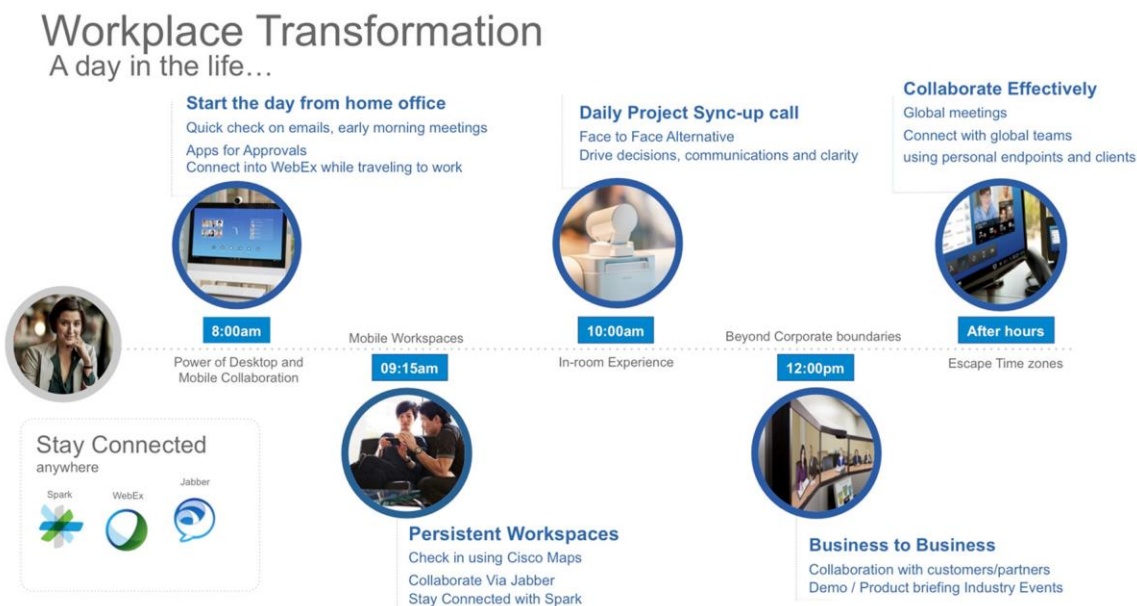 Workplace Transformation
A day in the life…
Start the day from home office
Quick check on emails, early morning meetings
Apps for Approvals
Connect into WebEx while traveling to work
Daily Project Sync-up call
Face to Face Alternative
Drive decisions, communications and clarity
Collaborate Effectively
Global meetings
Connect with global teams
using personal endpoints and clients
8:00am
Power of Desktop and
Mobile Collaboration
Mobile Workspaces
09:15am
10:00am
In-room Experience
Beyond Corporate boundaries
12:00pm
After hours
Escape Time zones
Stay Connected
anywhere
Spark
WebEx
Jabber
Persistent Workspaces
Check in using Cisco Maps
Collaborate Via Jabber
Stay Connected with Spark
Business to Business
Collaboration with customers/partners
Demo / Product briefing Industry Events